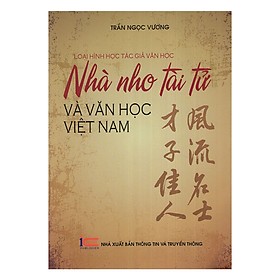 TRẦN NGỌC VƯƠNG
LOẠI HÌNH HỌC TÁC GIẢ VĂN HỌC
Nhà nho tài tử
VÀ VĂN HỌC
VIỆT NAM
風流名士
才子佳人
NHÀ XUẤT BẢN THÔNG TIN VÀ TRUYỀN THÔNG